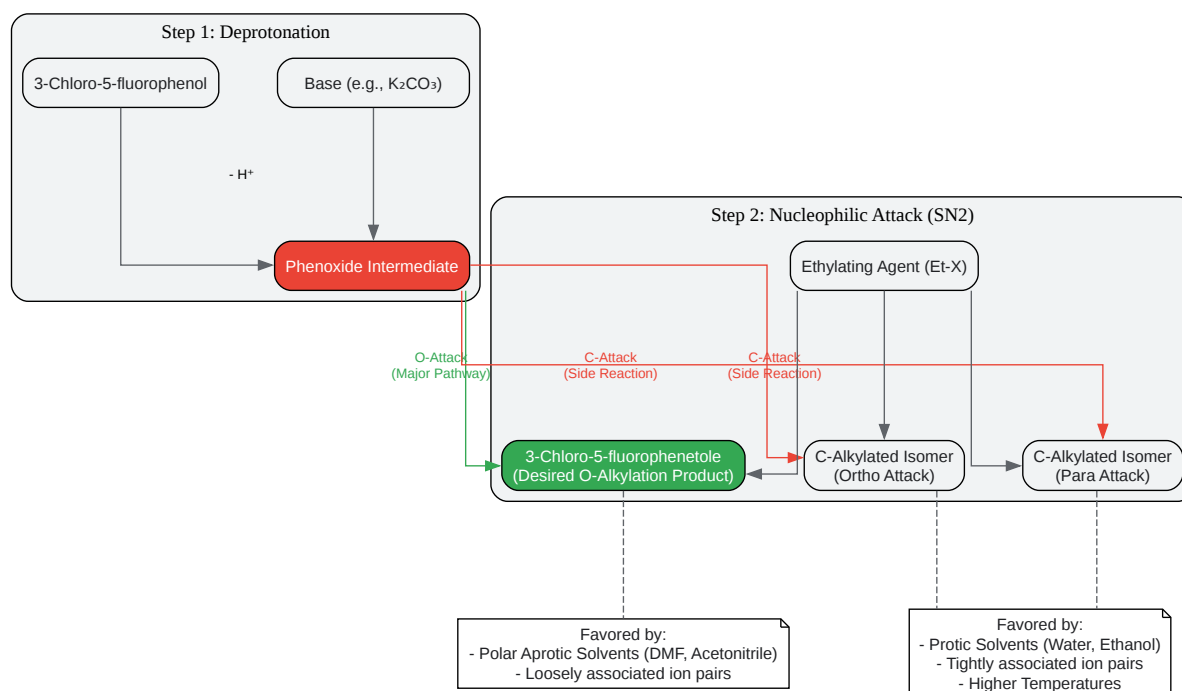 Step 1: Deprotonation
3-Chloro-5-fluorophenol
Base (e.g., K₂CO₃)
- H⁺
Phenoxide Intermediate
Step 2: Nucleophilic Attack (SN2)
Ethylating Agent (Et-X)
O-Attack
(Major Pathway)
C-Attack
(Side Reaction)
C-Attack
(Side Reaction)
3-Chloro-5-fluorophenetole
(Desired O-Alkylation Product)
C-Alkylated Isomer
(Ortho Attack)
C-Alkylated Isomer
(Para Attack)
Favored by:
- Polar Aprotic Solvents (DMF, Acetonitrile)
- Loosely associated ion pairs
Favored by:
- Protic Solvents (Water, Ethanol)
- Tightly associated ion pairs
- Higher Temperatures